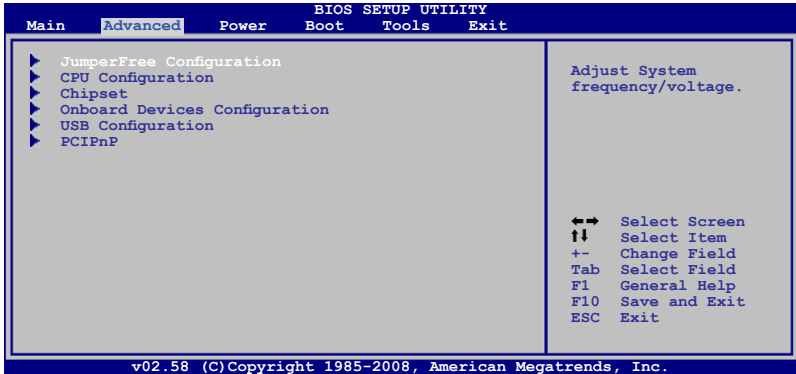 BIOS SETUP UTILITY
Main Advanced Power Boot Tools Exit
JumperFree Configuration
CPU Configuration
Chipset
Onboard Devices Configuration
USB Configuration
PCIPnP
Adjust System
frequency/voltage.
←→ Select Screen
↑↓ Select Item
+- Change Field
Tab Select Field
F1 General Help
F10 Save and Exit
ESC Exit
v02.58 (C)Copyright 1985-2008, American Megatrends, Inc.